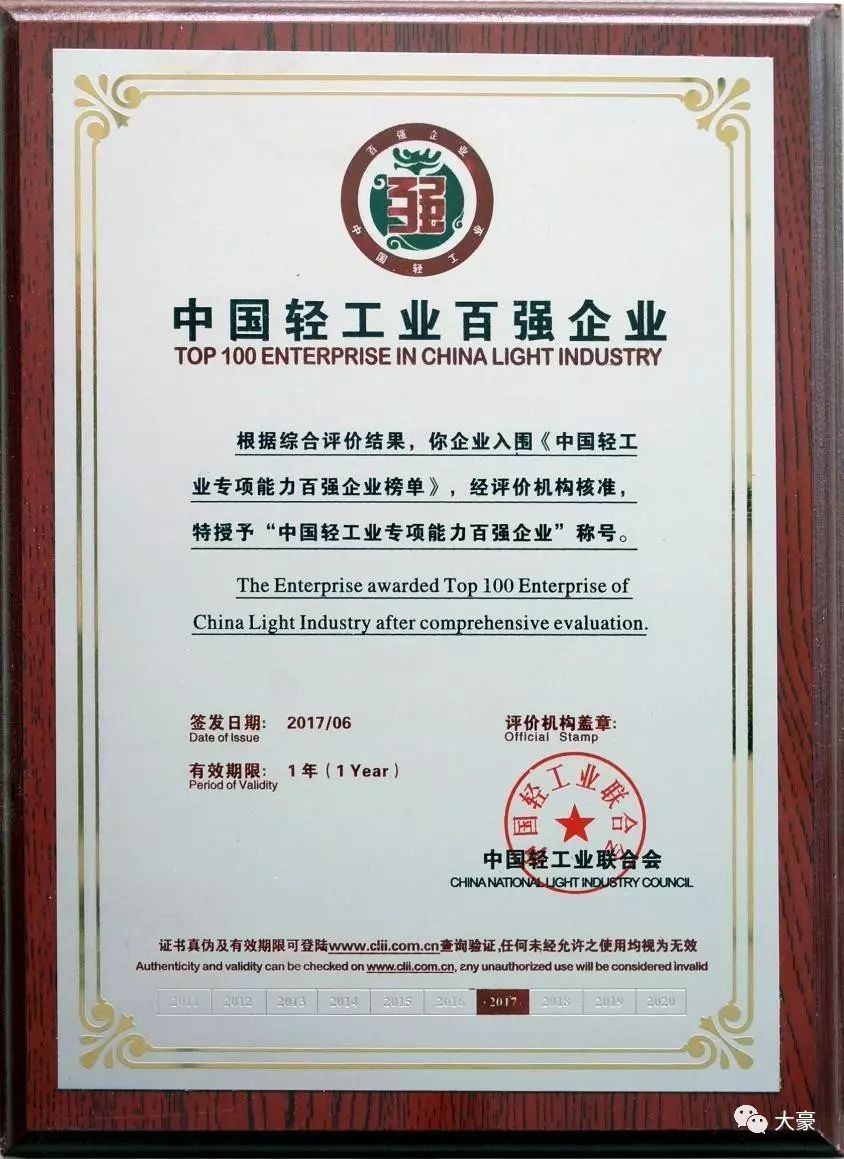 百强企业
强
中国轻工业
中国轻工业百强企业
TOP 100 ENTERPRISE IN CHINA LIGHT INDUSTRY
根据综合评价结果，你企业入围《中国轻工
业专项能力百强企业榜单》，经评价机构核准，
特授予“中国轻工业专项能力百强企业”称号。
The Enterprise awarded Top 100 Enterprise of
China Light Industry after comprehensive evaluation.
签发日期: 2017/06
Date of Issue
有效期限: 1年（1 Year）
Period of Validity
评价机构盖章:
Official Stamp
中国轻工业联合会
中国轻工业联合会
CHINA NATIONAL LIGHT INDUSTRY COUNCIL
证书真伪及有效期限可登陆www.clii.com.cn查询验证,任何未经允许之使用均视为无效
Authenticity and validity can be checked on www.clii.com.cn, any unauthorized use will be considered invalid
2011 2012 2013 2014 2015 2016 ·2017· 2018 2019 2020
大豪